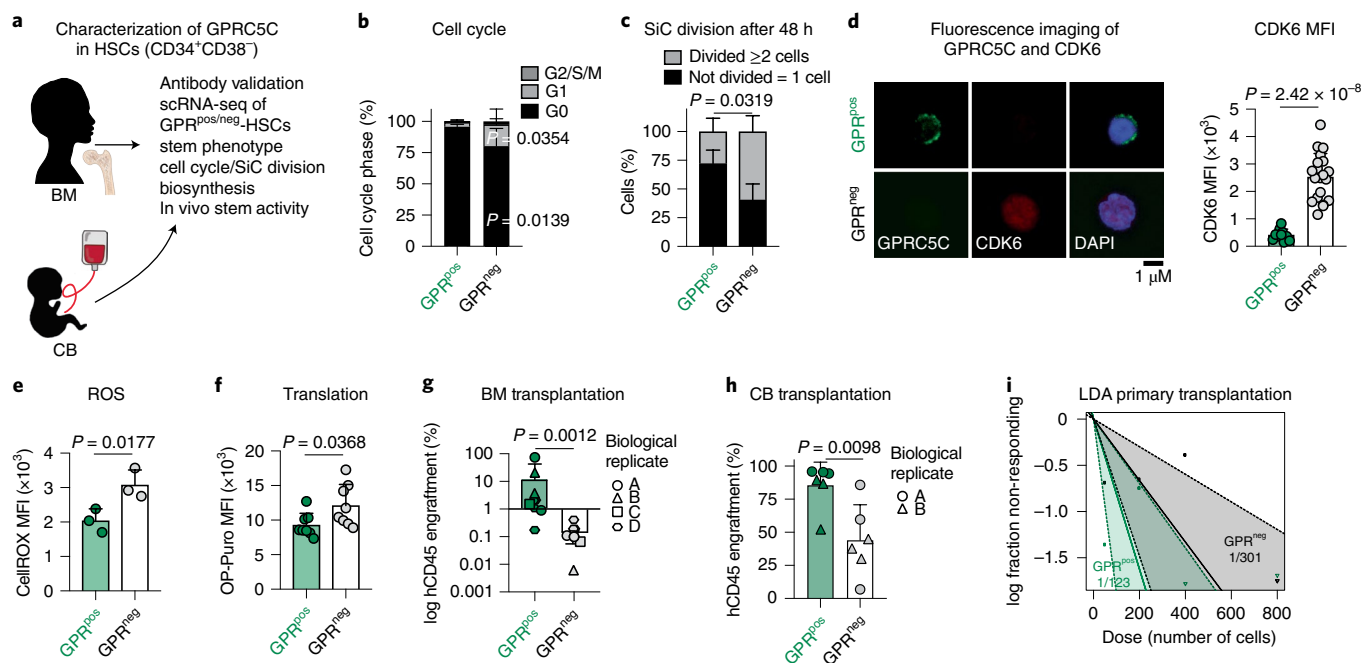 a
Characterization of GPRC5C
in HSCs (CD34⁺CD38⁻)
Antibody validation
scRNA-seq of
GPRᵖᵒˢ/ⁿᵉᵍ-HSCs
stem phenotype
cell cycle/SiC division
biosynthesis
In vivo stem activity
BM
CB
b
Cell cycle
G2/S/M
G1
G0
P = 0.0354
P = 0.0139
Cell cycle phase (%)
100
75
50
25
0
GPRᵖᵒˢ
GPRⁿᵉᵍ
c
SiC division after 48 h
Divided ≥2 cells
Not divided = 1 cell
P = 0.0319
Cells (%)
100
75
50
25
0
GPRᵖᵒˢ
GPRⁿᵉᵍ
d
Fluorescence imaging of
GPRC5C and CDK6
GPRᵖᵒˢ
GPRⁿᵉᵍ
GPRC5C
CDK6
DAPI
1 μM
CDK6 MFI
P = 2.42 × 10⁻⁸
CDK6 MFI (×10³)
5
4
3
2
1
0
GPRᵖᵒˢ
GPRⁿᵉᵍ
e
ROS
P = 0.0177
CellROX MFI (×10³)
4
3
2
1
0
GPRᵖᵒˢ
GPRⁿᵉᵍ
f
Translation
P = 0.0368
OP-Puro MFI (×10³)
20
15
10
5
0
GPRᵖᵒˢ
GPRⁿᵉᵍ
g
BM transplantation
P = 0.0012
Biological
replicate
A
B
C
D
log hCD45 engraftment (%)
100
10
1
0.1
0.01
0.001
GPRᵖᵒˢ
GPRⁿᵉᵍ
h
CB transplantation
P = 0.0098
Biological
replicate
A
B
hCD45 engraftment (%)
100
75
50
25
0
GPRᵖᵒˢ
GPRⁿᵉᵍ
i
LDA primary transplantation
log fraction non-responding
0
−0.5
−1.0
−1.5
GPRᵖᵒˢ
1/123
GPRⁿᵉᵍ
1/301
0
200
400
600
800
Dose (number of cells)